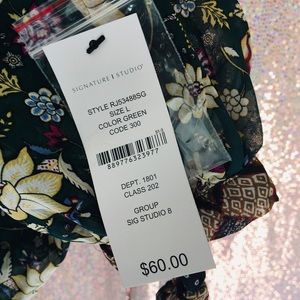 SIGNATURE STUDIO
STYLE RJ53488SG
SIZE L
COLOR GREEN
CODE 300
889776323977
DEPT. 1801
CLASS 202
GROUP
SIG STUDIO 8
$60.00